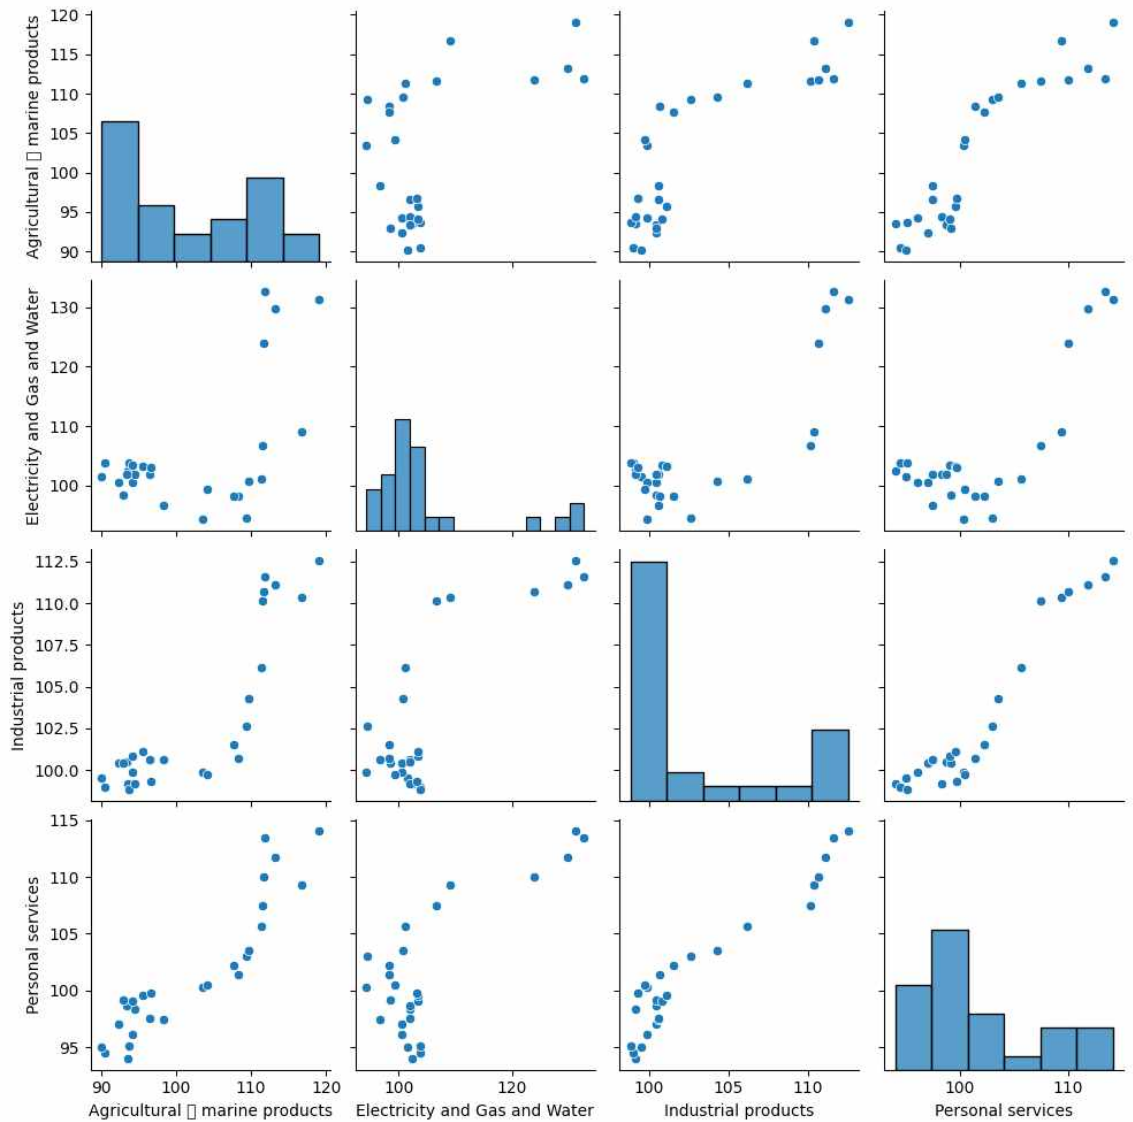 120
115
110
105
100
95
90
Agricultural ▯ marine products
130
120
110
100
Electricity and Gas and Water
112.5
110.0
107.5
105.0
102.5
100.0
Industrial products
115
110
105
100
95
Personal services
90 100 110 120
100 120
100 105 110
100 110
Agricultural ▯ marine products
Electricity and Gas and Water
Industrial products
Personal services